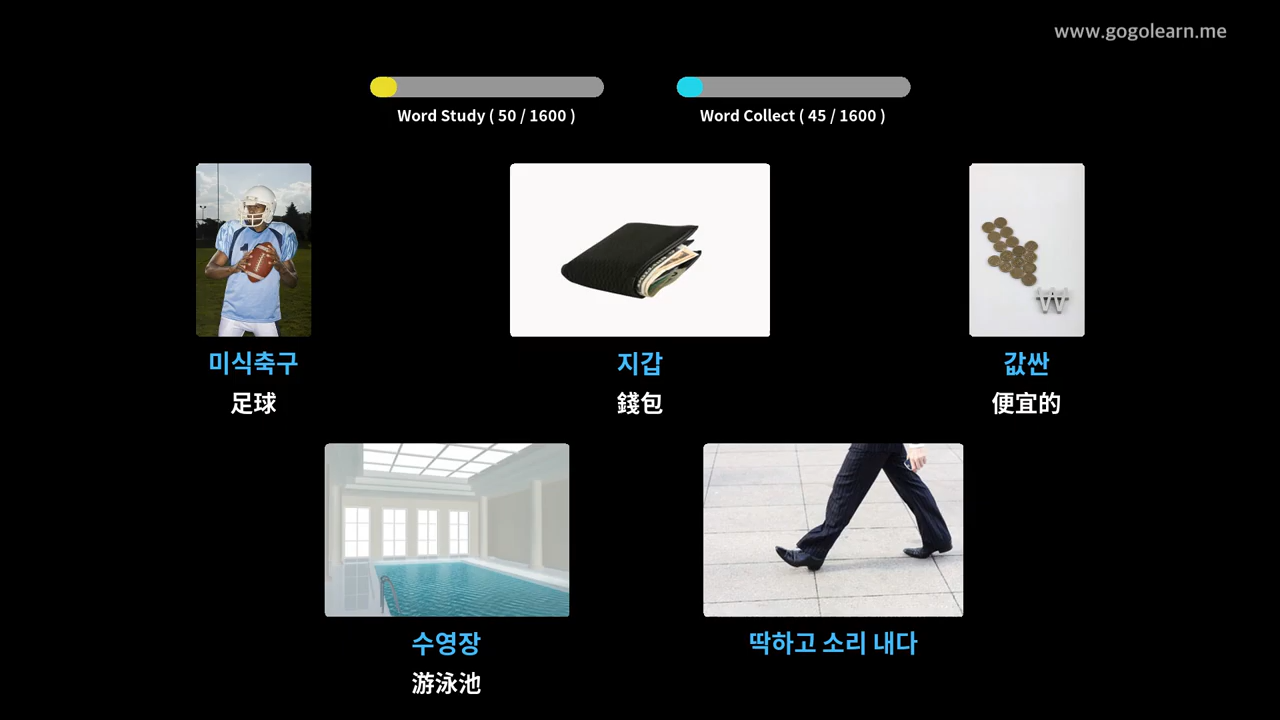 www.gogolearn.me
Word Study ( 50 / 1600 )
Word Collect ( 45 / 1600 )
미식축구
足球
지갑
錢包
값싼
便宜的
수영장
游泳池
딱하고 소리 내다